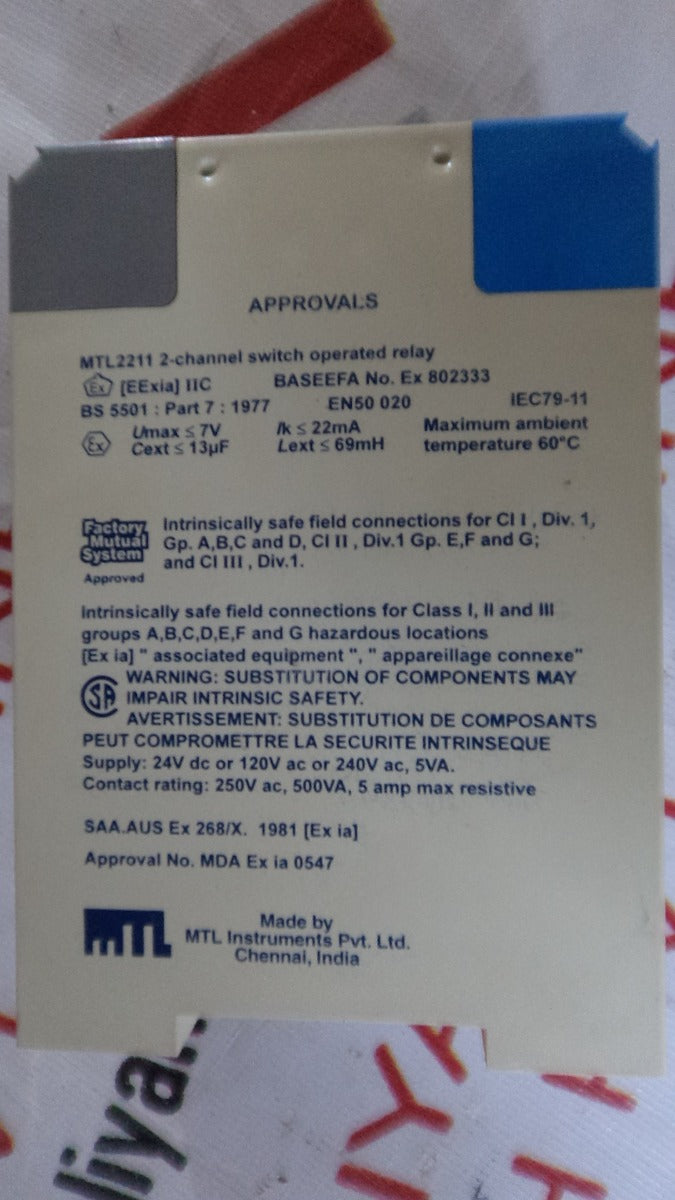 APPROVALS
MTL2211 2-channel switch operated relay
Ex [EExia] IIC BASEEFA No. Ex 802333
BS 5501 : Part 7 : 1977 EN50 020 IEC79-11
Ex Umax ≤ 7V Ik ≤ 22mA Maximum ambient
Cext ≤ 13µF Lext ≤ 69mH temperature 60°C
Factory Mutual System Approved
Intrinsically safe field connections for Cl I , Div. 1,
Gp. A,B,C and D, Cl II , Div.1 Gp. E,F and G;
and Cl III , Div.1.
Intrinsically safe field connections for Class I, II and III
groups A,B,C,D,E,F and G hazardous locations
[Ex ia] " associated equipment ", " appareillage connexe"
SA WARNING: SUBSTITUTION OF COMPONENTS MAY
IMPAIR INTRINSIC SAFETY.
AVERTISSEMENT: SUBSTITUTION DE COMPOSANTS
PEUT COMPROMETTRE LA SECURITE INTRINSEQUE
Supply: 24V dc or 120V ac or 240V ac, 5VA.
Contact rating: 250V ac, 500VA, 5 amp max resistive
SAA.AUS Ex 268/X. 1981 [Ex ia]
Approval No. MDA Ex ia 0547
MTL
Made by
MTL Instruments Pvt. Ltd.
Chennai, India